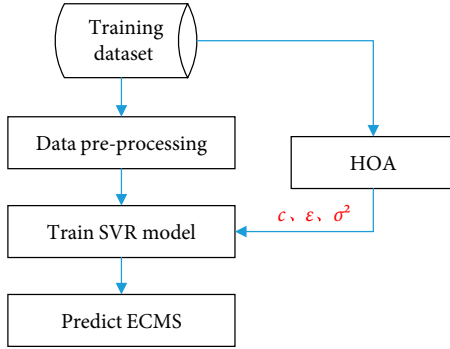 Training
dataset
Data pre-processing
HOA
c、ε、σ²
Train SVR model
Predict ECMS